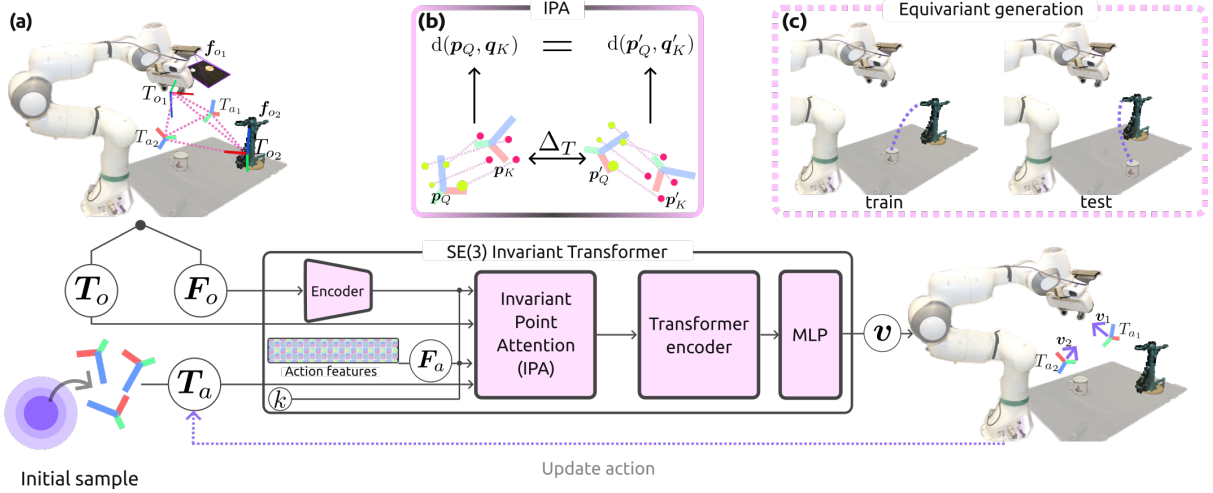 (a)
f_{o_1}
T_{o_1}
T_{a_1}
f_{o_2}
T_{a_2}
T_{o_2}
(b)
IPA
d(p_Q, q_K) = d(p'_Q, q'_K)
Δ_T
p_K
p_Q
p'_Q
p'_K
(c)
Equivariant generation
train
test
T_o
F_o
SE(3) Invariant Transformer
Encoder
Invariant
Point
Attention
(IPA)
Transformer
encoder
MLP
v
Action features
F_a
T_a
k
v_1
T_{a_1}
v_2
T_{a_2}
Initial sample
Update action